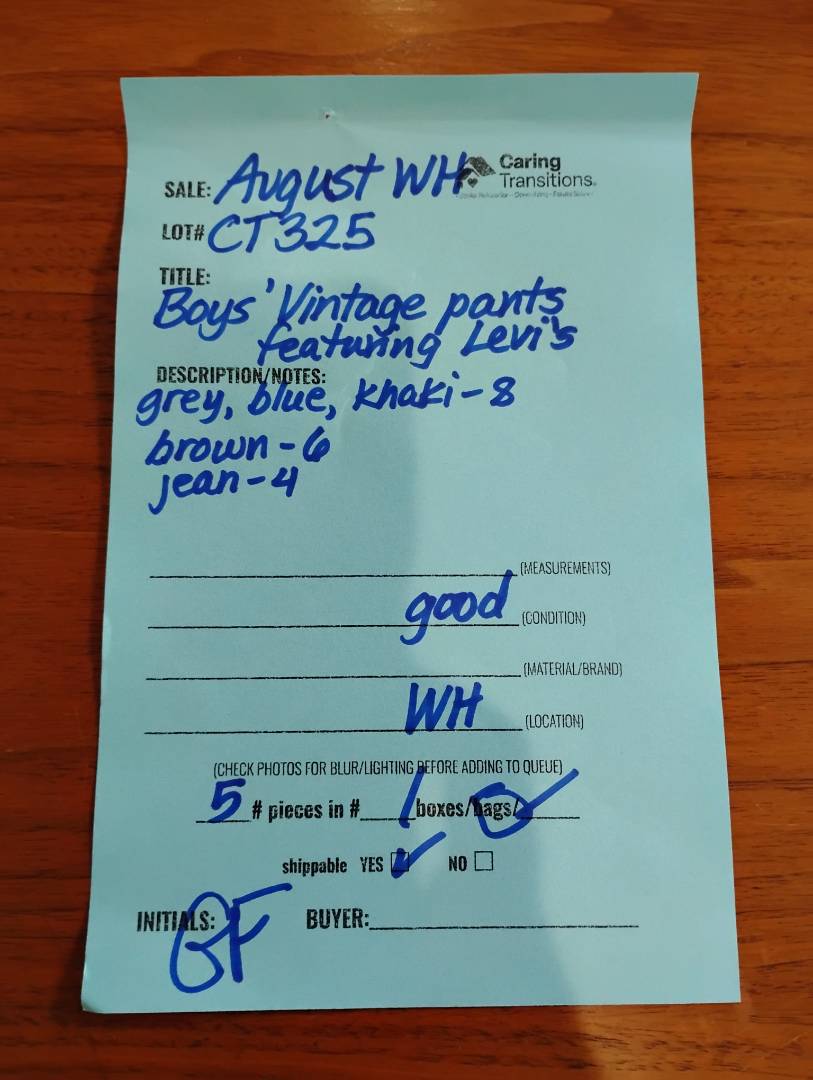 SALE: August WH
Caring
Transitions®
LOT# CT325
TITLE:
Boys' Vintage pants
featuring Levi's
DESCRIPTION/NOTES:
grey, blue, khaki-8
brown-6
jean-4
(MEASUREMENTS)
good (CONDITION)
(MATERIAL/BRAND)
WH (LOCATION)
(CHECK PHOTOS FOR BLUR/LIGHTING BEFORE ADDING TO QUEUE)
5 # pieces in # 1 boxes/bags/
shippable YES NO
INITIALS: BUYER: